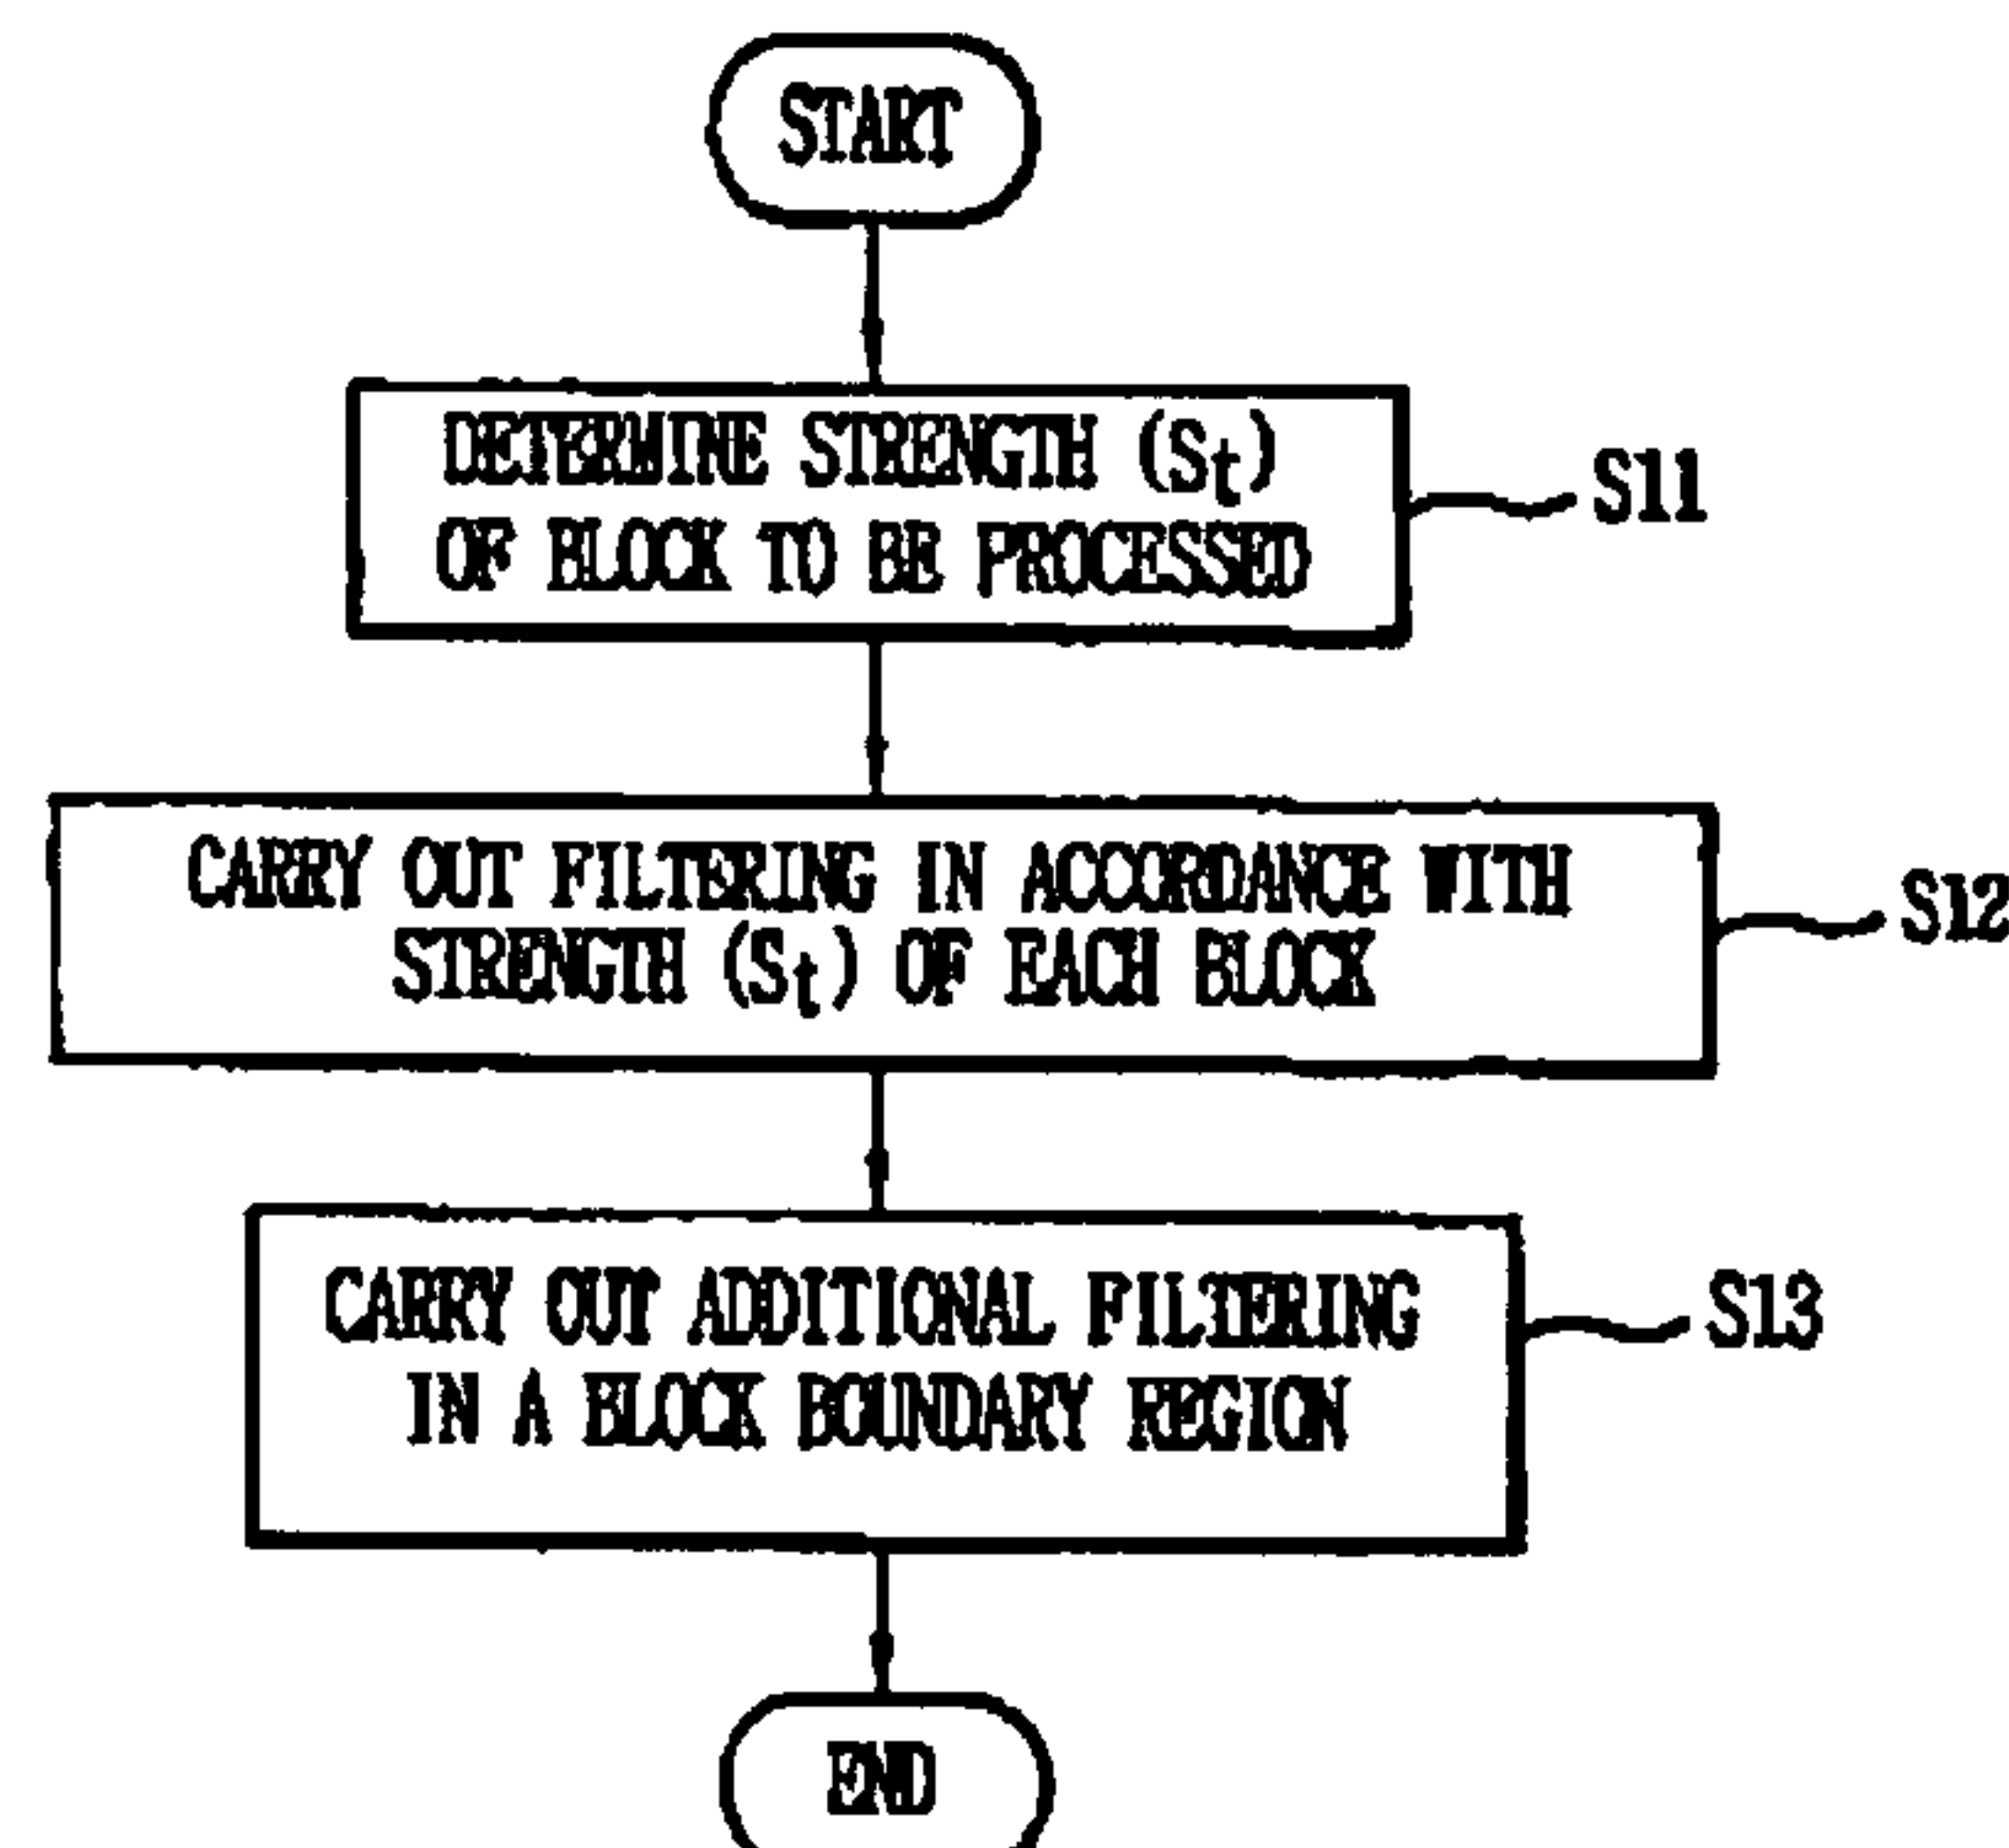 START
DETERMINE STRENGTH (St)
OF BLOCK TO BE PROCESSED
S11
CARRY OUT FILTERING IN ACCORDANCE WITH
STRENGTH (St) OF EACH BLOCK
S12
CARRY OUT ADDITIONAL FILTERING
IN A BLOCK BOUNDARY REGION
S13
END